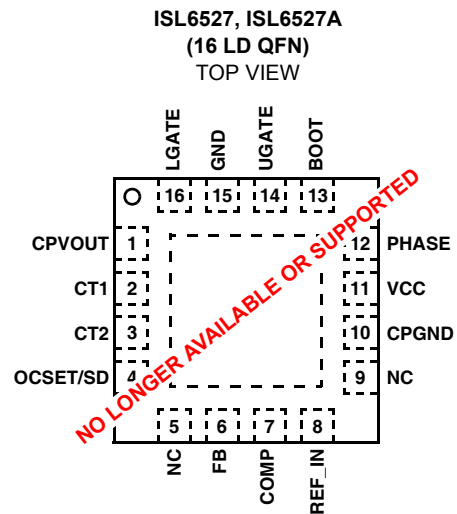 ISL6527, ISL6527A
(16 LD QFN)
TOP VIEW
LGATE
GND
UGATE
BOOT
16
15
14
13
CPVOUT
1
12
PHASE
CT1
2
11
VCC
CT2
3
10
CPGND
OCSET/SD
4
9
NC
5
6
7
8
NC
FB
COMP
REF_IN
NO LONGER AVAILABLE OR SUPPORTED